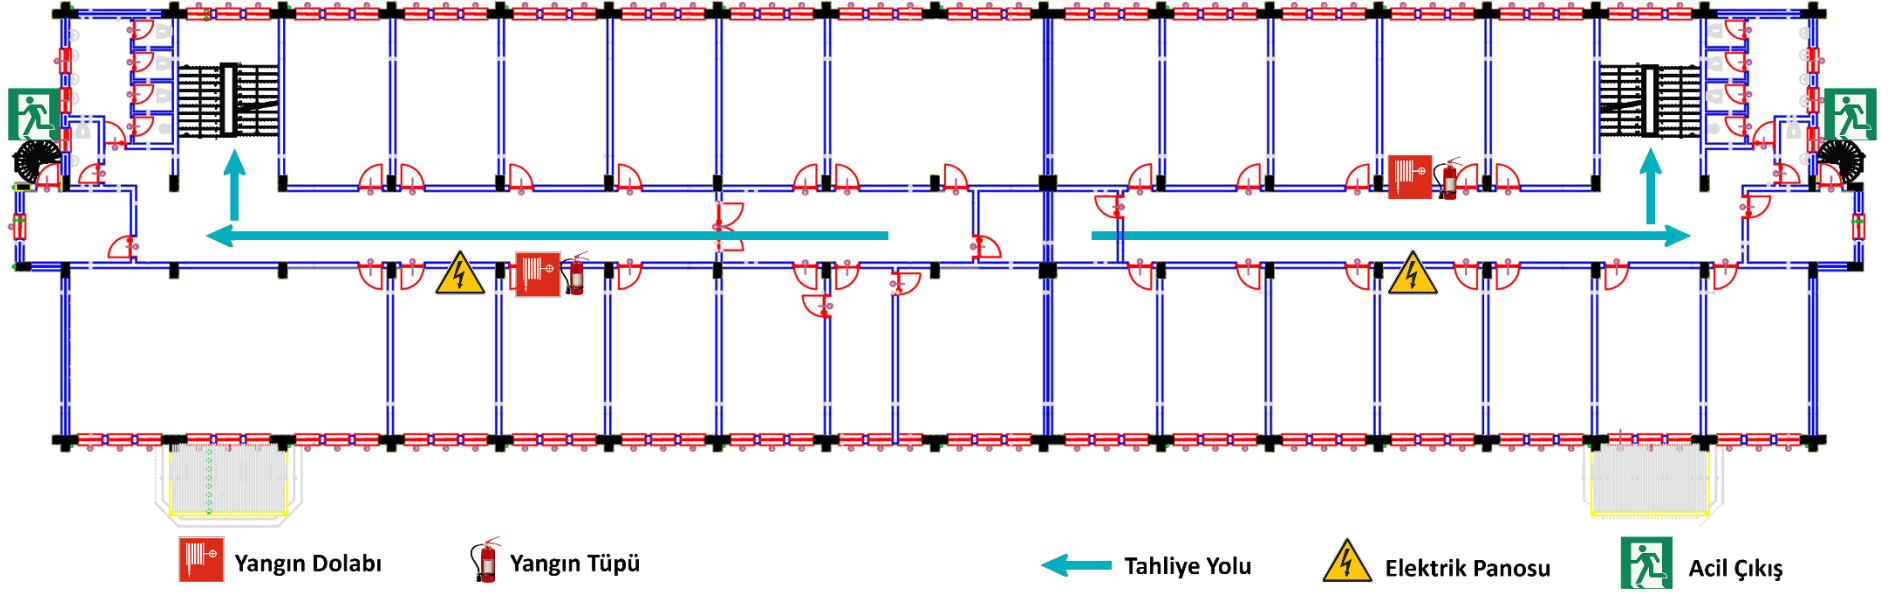 Yangın Dolabı
Yangın Tüpü
Tahliye Yolu
Elektrik Panosu
Acil Çıkış